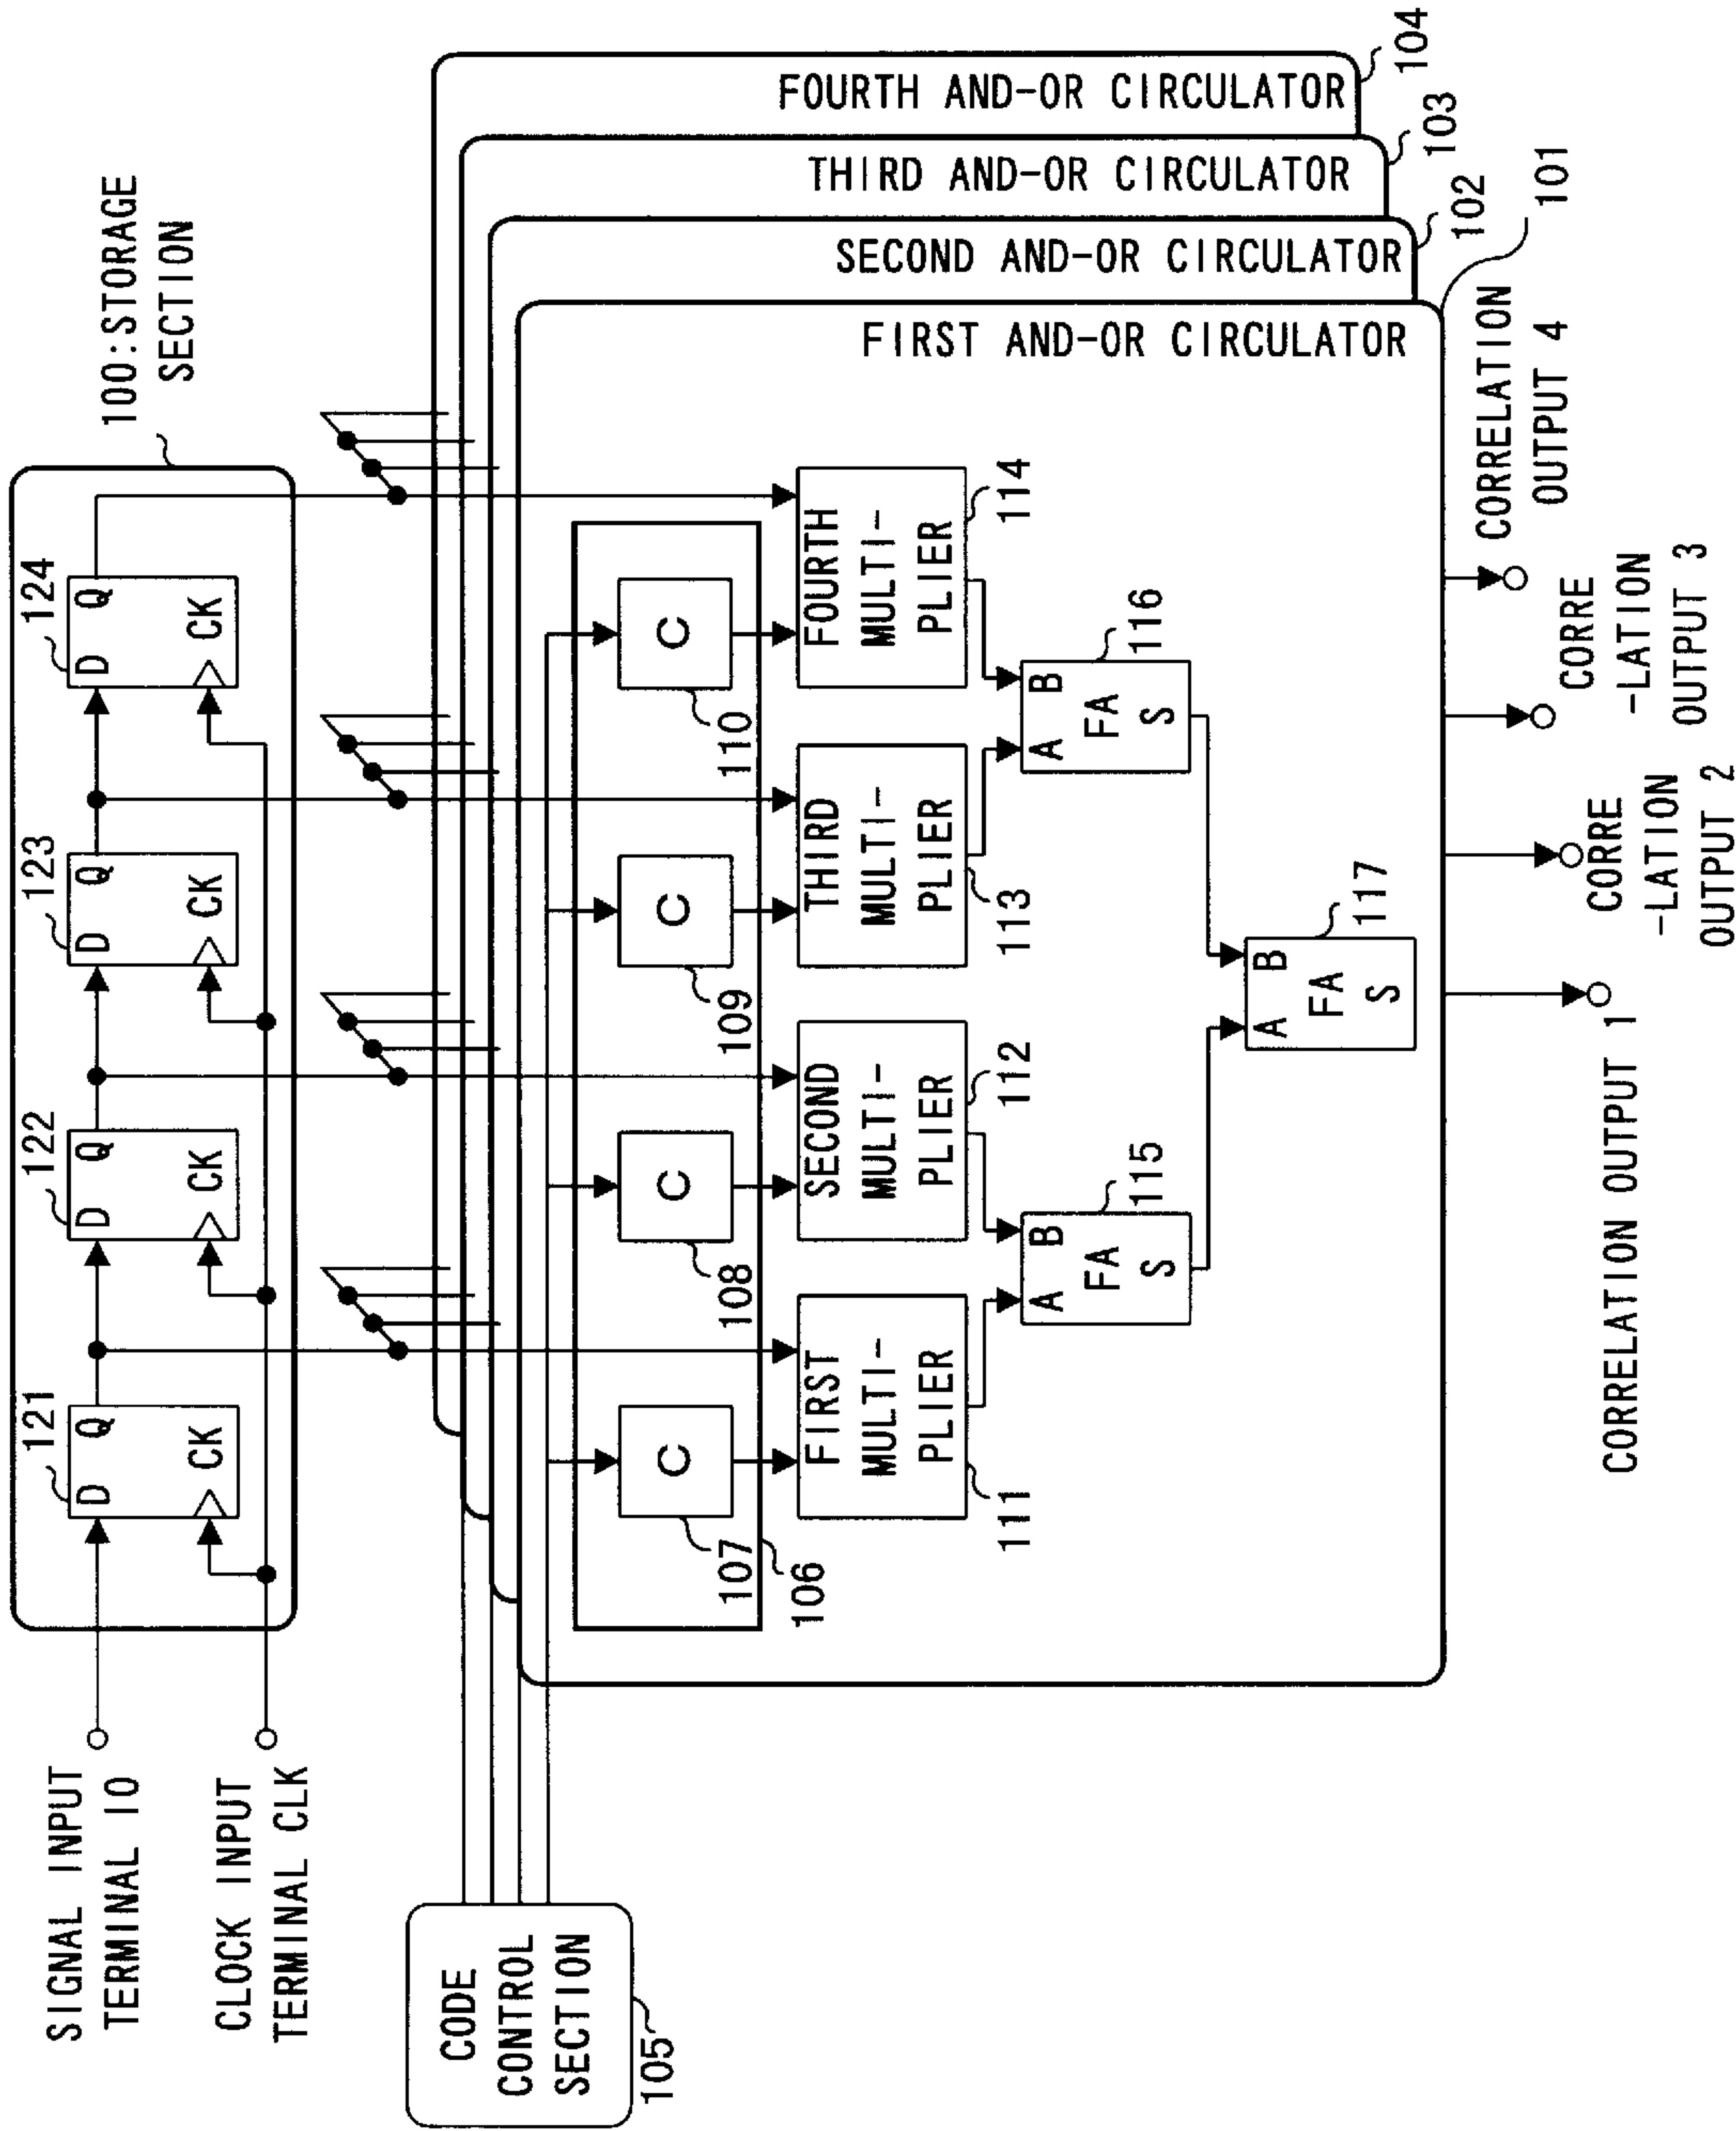 SIGNAL INPUT
TERMINAL IO
CLOCK INPUT
TERMINAL CLK
100:STORAGE
SECTION
121
D Q
CK
122
D Q
CK
123
D Q
CK
124
D Q
CK
CODE
CONTROL
SECTION
105
FOURTH AND-OR CIRCULATOR
104
THIRD AND-OR CIRCULATOR
103
SECOND AND-OR CIRCULATOR
102
FIRST AND-OR CIRCULATOR
101
C
107
C
108
C
109
C
110
106
FIRST
MULTI-
PLIER
111
SECOND
MULTI-
PLIER
112
THIRD
MULTI-
PLIER
113
FOURTH
MULTI-
PLIER
114
A B
FA
S
115
A B
FA
S
116
A B
FA
S
117
CORRELATION OUTPUT 1
CORRE
-LATION
OUTPUT 2
CORRE
-LATION
OUTPUT 3
CORRELATION
OUTPUT 4